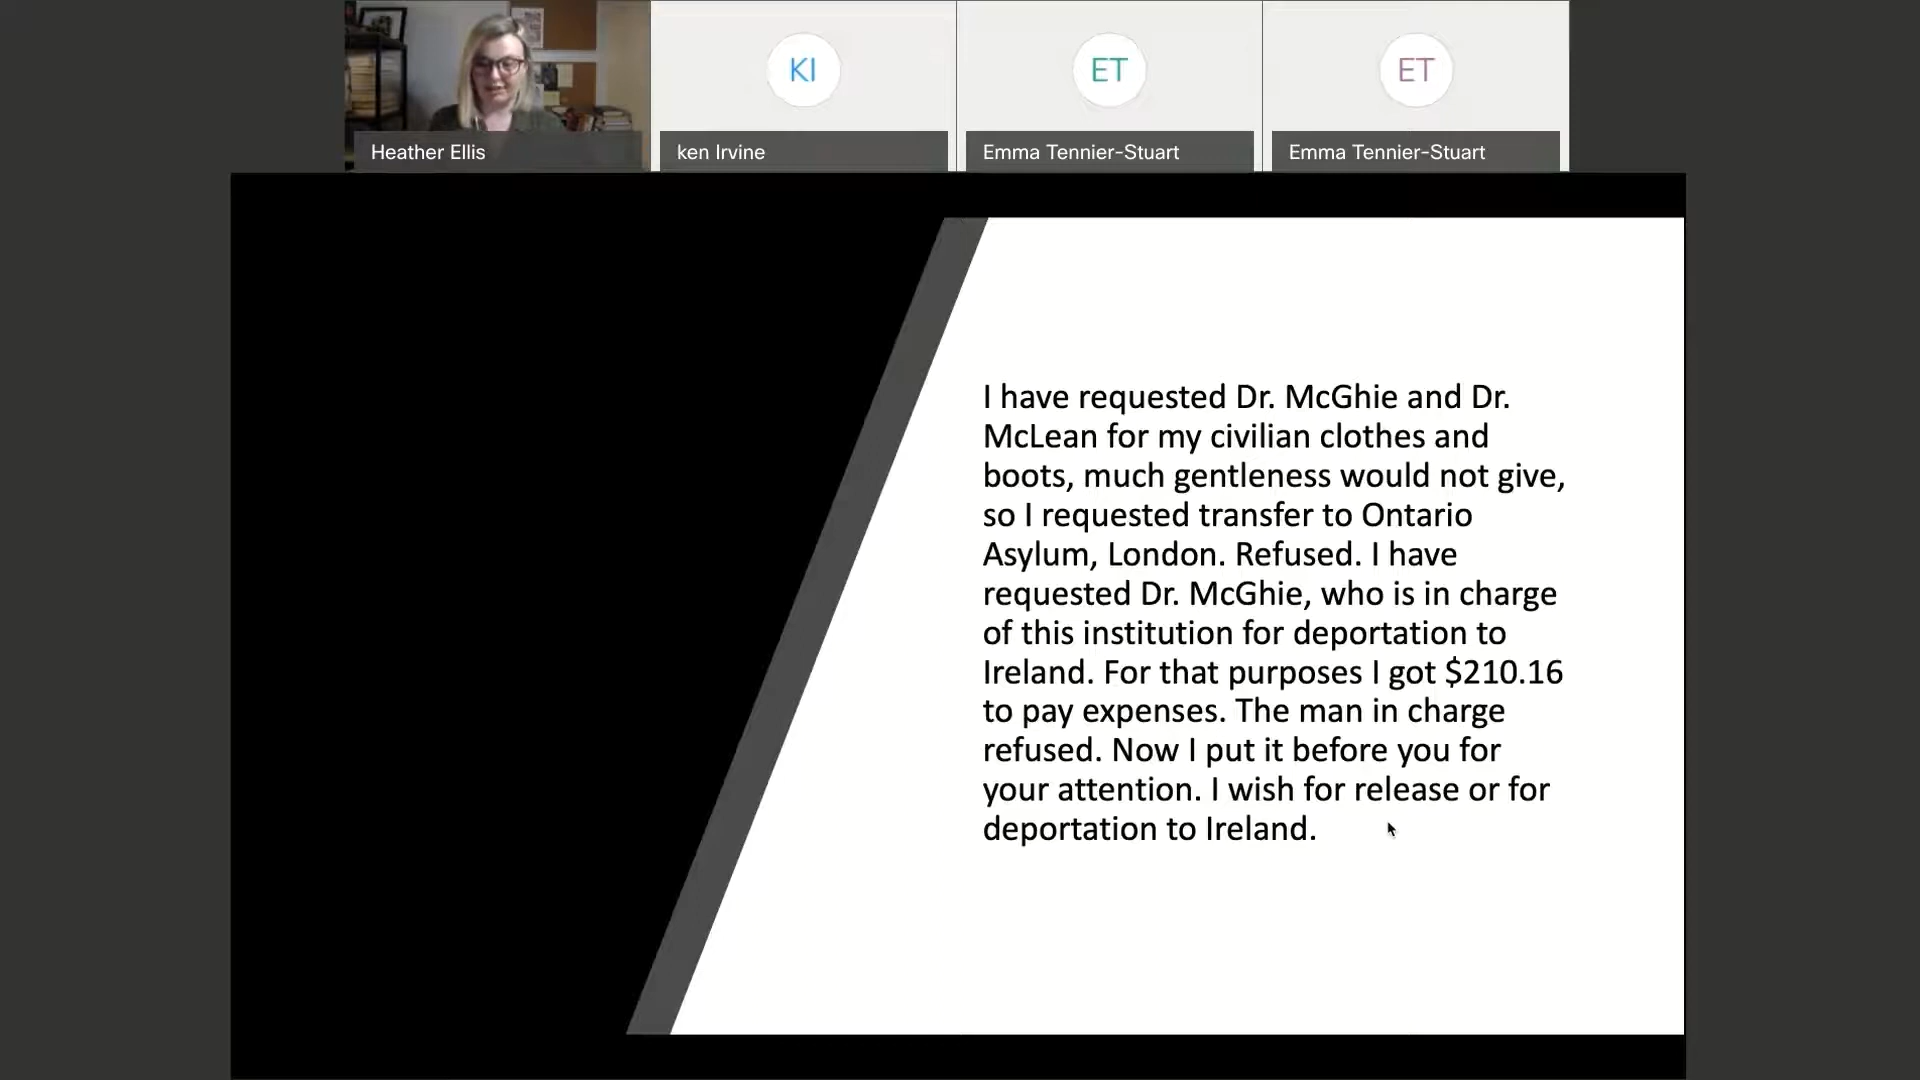 Heather Ellis
KI
ken Irvine
ET
Emma Tennier-Stuart
ET
Emma Tennier-Stuart
I have requested Dr. McGhie and Dr.
McLean for my civilian clothes and
boots, much gentleness would not give,
so I requested transfer to Ontario
Asylum, London. Refused. I have
requested Dr. McGhie, who is in charge
of this institution for deportation to
Ireland. For that purposes I got $210.16
to pay expenses. The man in charge
refused. Now I put it before you for
your attention. I wish for release or for
deportation to Ireland.